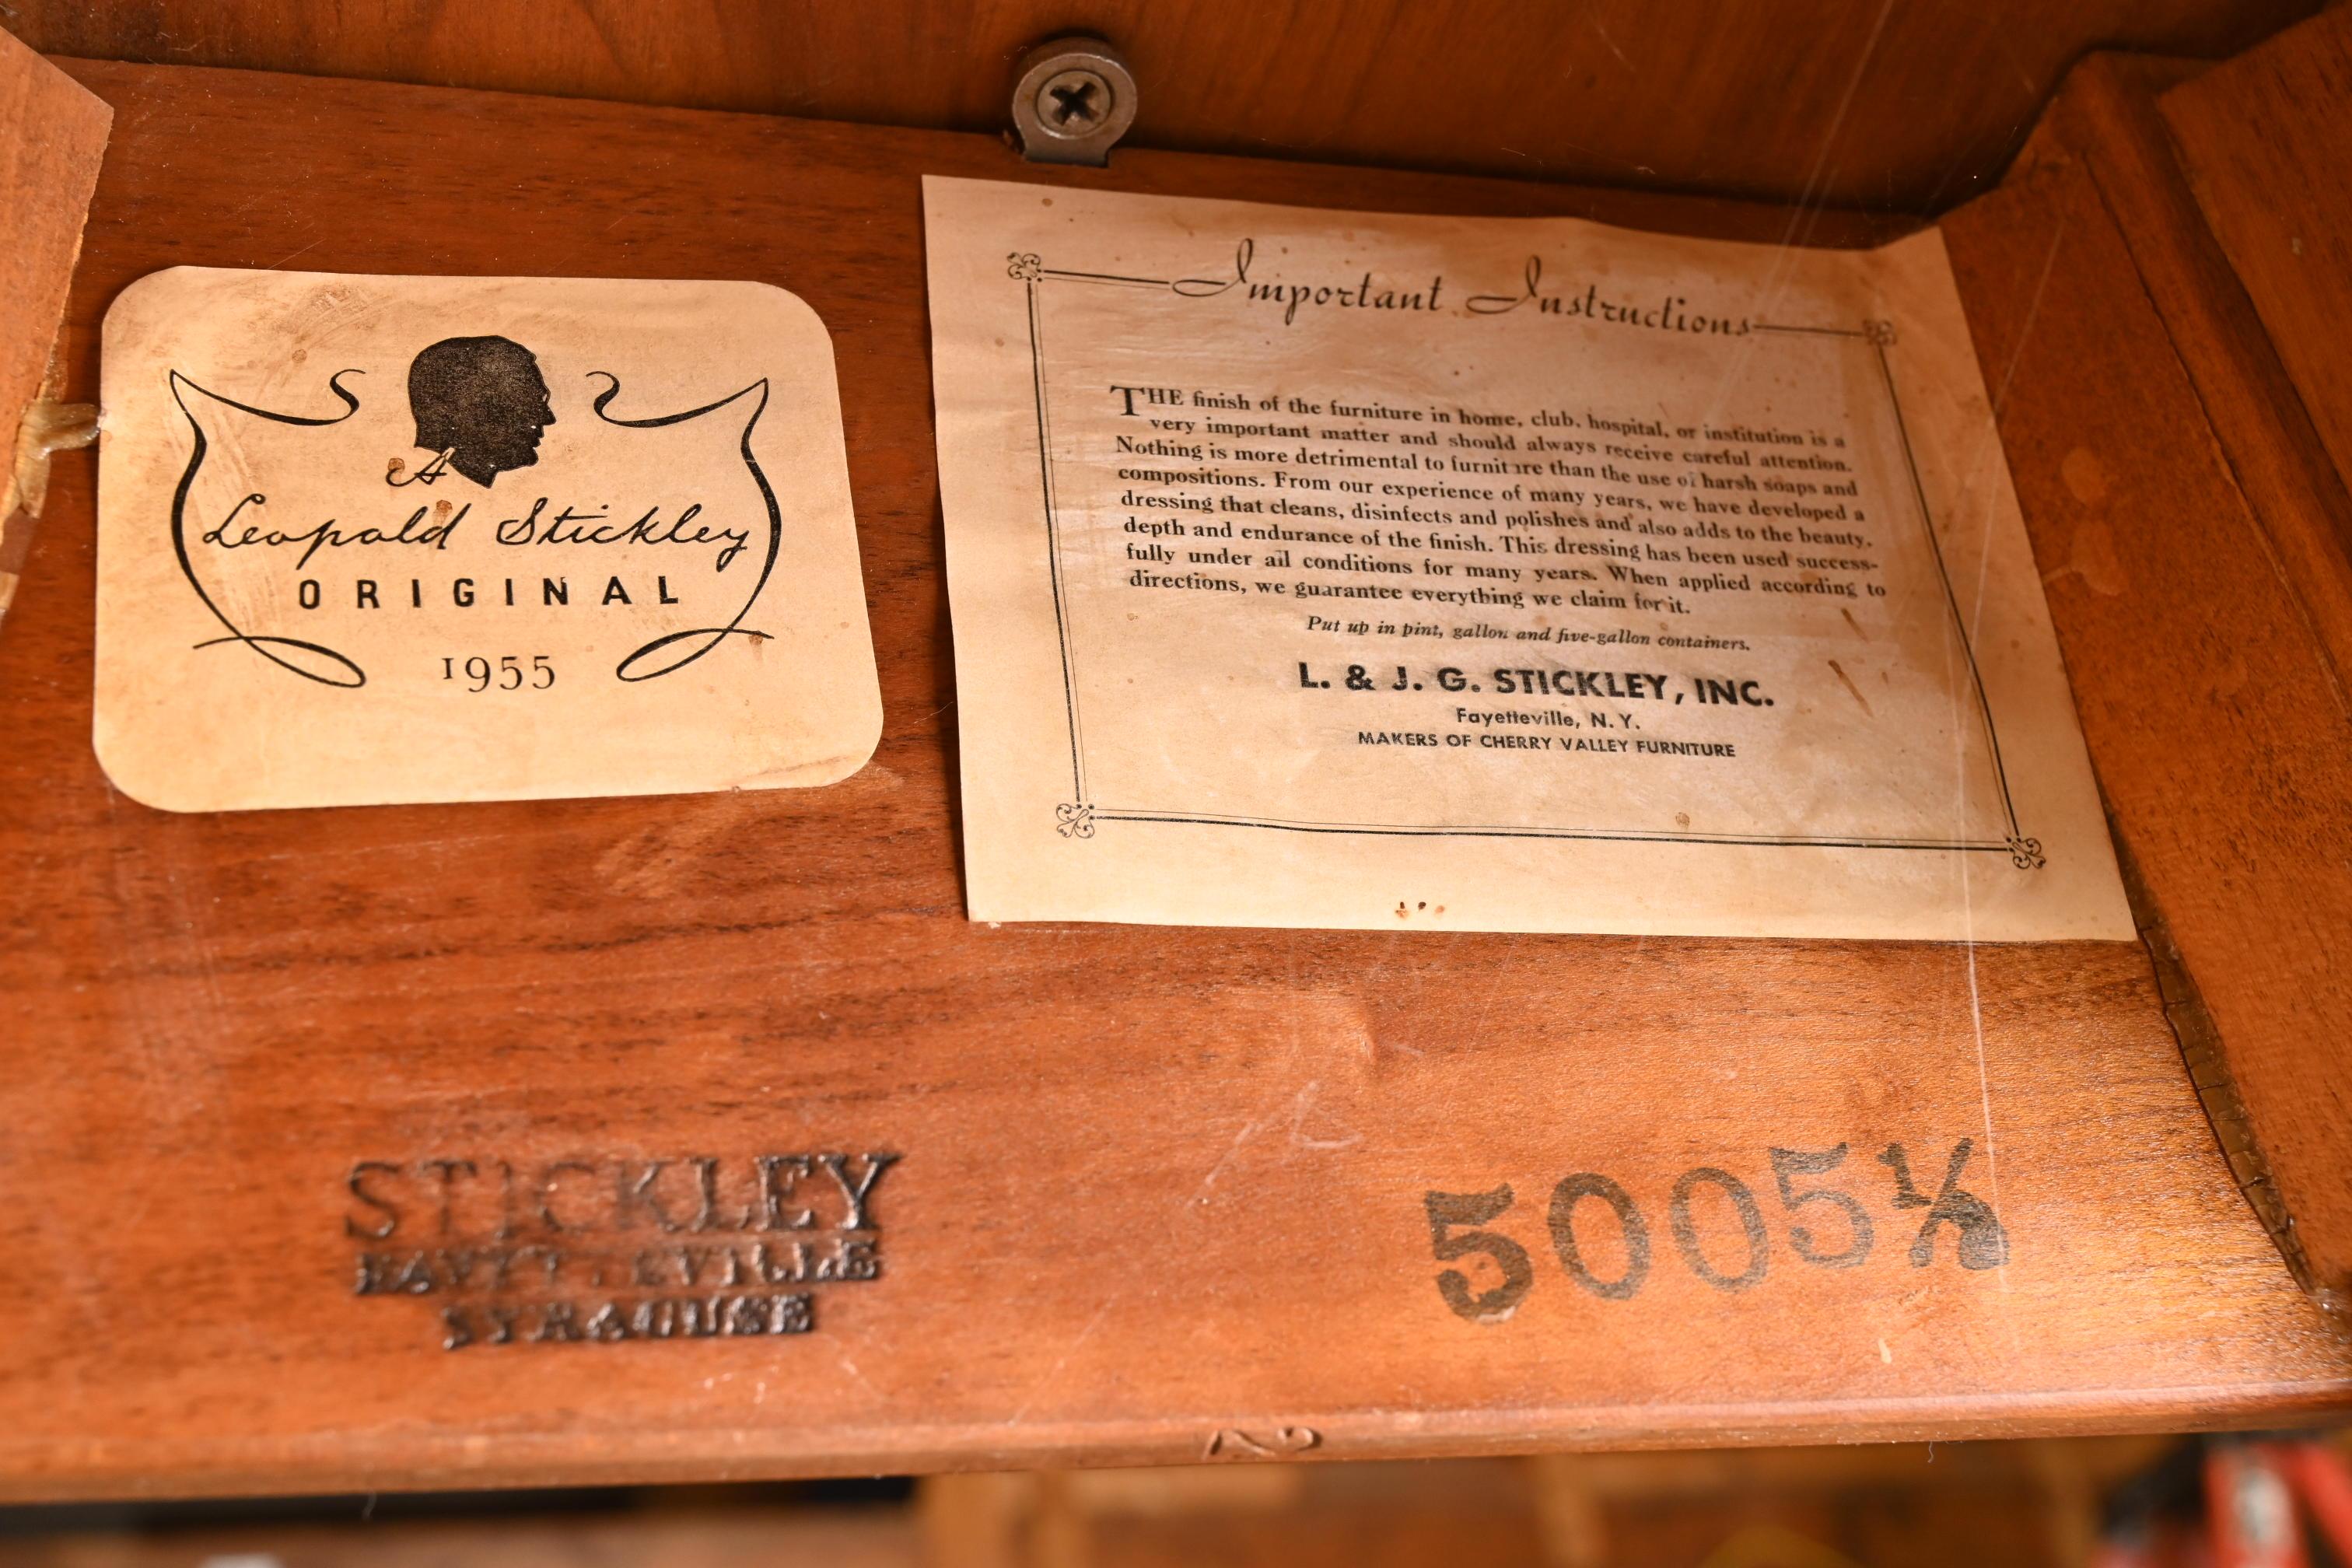 A
Leopold Stickley
ORIGINAL
1955
Important Instructions
THE finish of the furniture in home, club, hospital, or institution is a
very important matter and should always receive careful attention.
Nothing is more detrimental to furniture than the use of harsh soaps and
compositions. From our experience of many years, we have developed a
dressing that cleans, disinfects and polishes and also adds to the beauty,
depth and endurance of the finish. This dressing has been used success-
fully under all conditions for many years. When applied according to
directions, we guarantee everything we claim for it.
Put up in pint, gallon and five-gallon containers.
L. & J. G. STICKLEY, INC.
Fayetteville, N. Y.
MAKERS OF CHERRY VALLEY FURNITURE
STICKLEY
FAYETTEVILLE
SYRACUSE
5005½